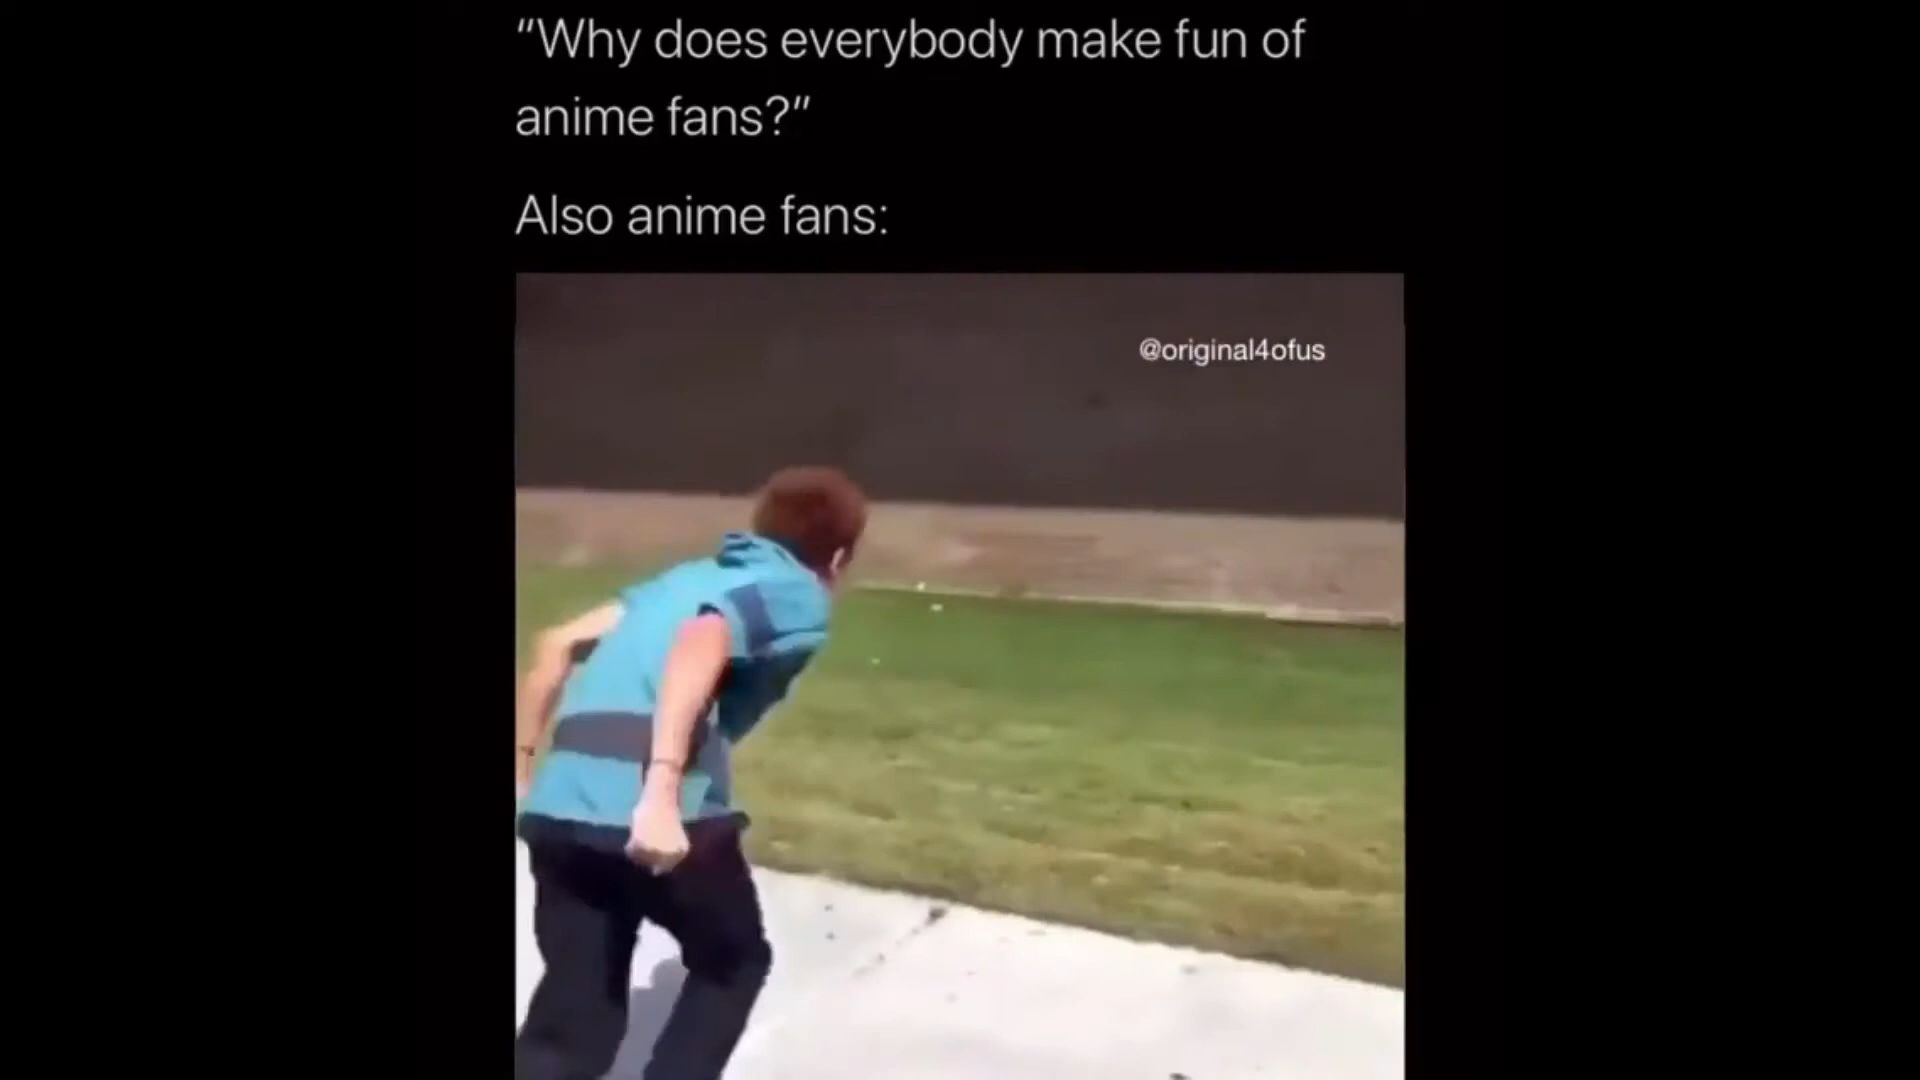 “Why does everybody make fun of
anime fans?”
Also anime fans:
@original4ofus